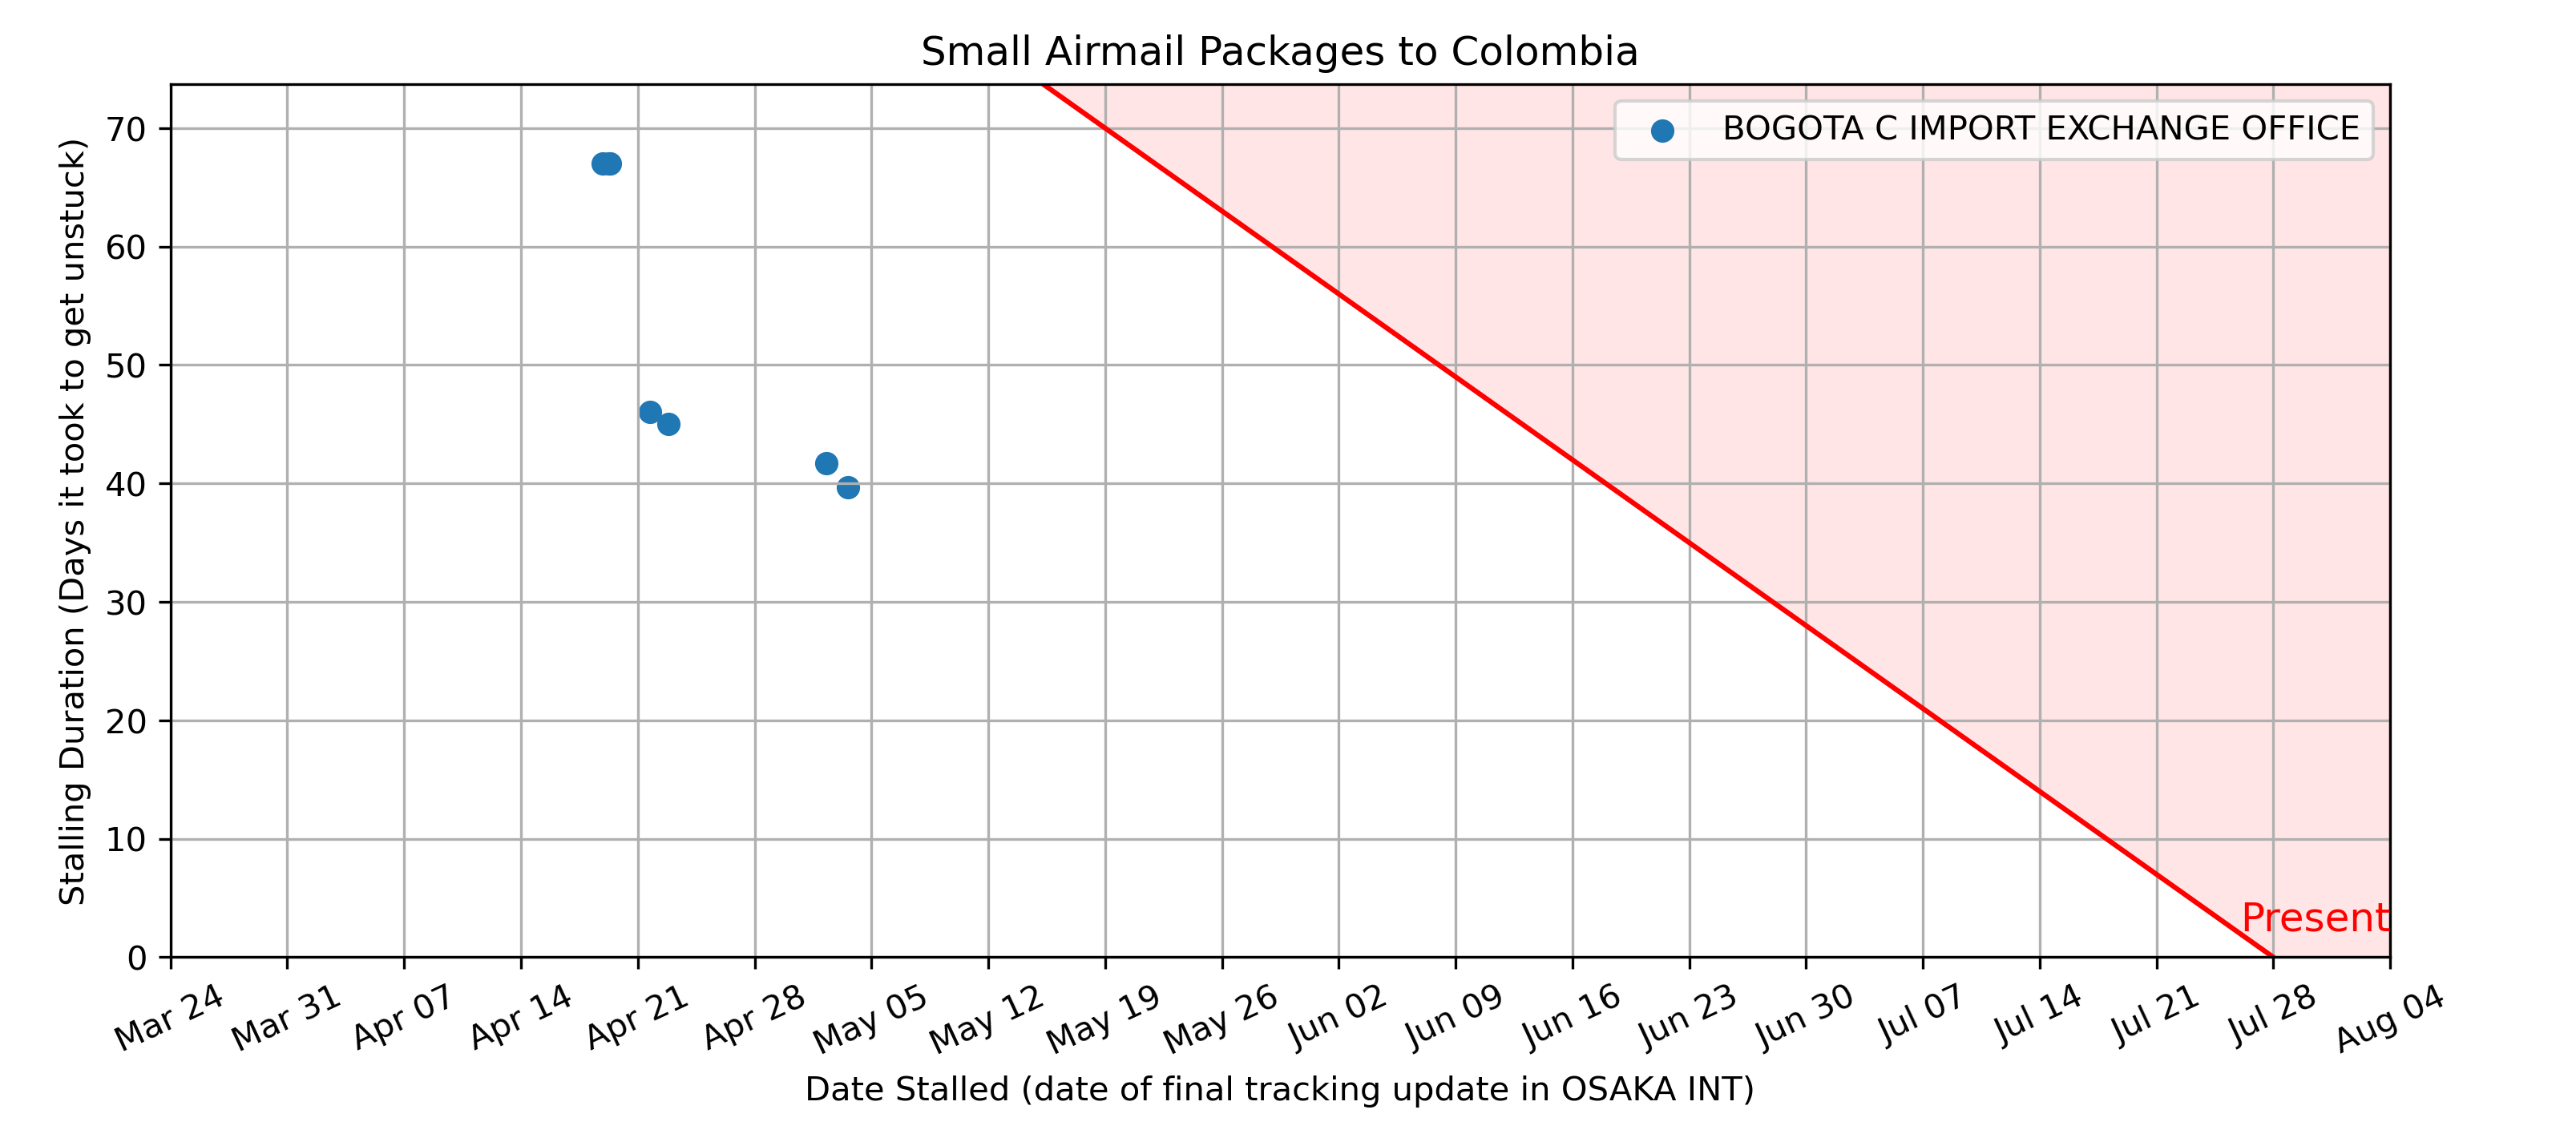 Small Airmail Packages to Colombia
BOGOTA C IMPORT EXCHANGE OFFICE
Stalling Duration (Days it took to get unstuck)
70
60
50
40
30
20
10
0
Present
Mar 24
Mar 31
Apr 07
Apr 14
Apr 21
Apr 28
May 05
May 12
May 19
May 26
Jun 02
Jun 09
Jun 16
Jun 23
Jun 30
Jul 07
Jul 14
Jul 21
Jul 28
Aug 04
Date Stalled (date of final tracking update in OSAKA INT)